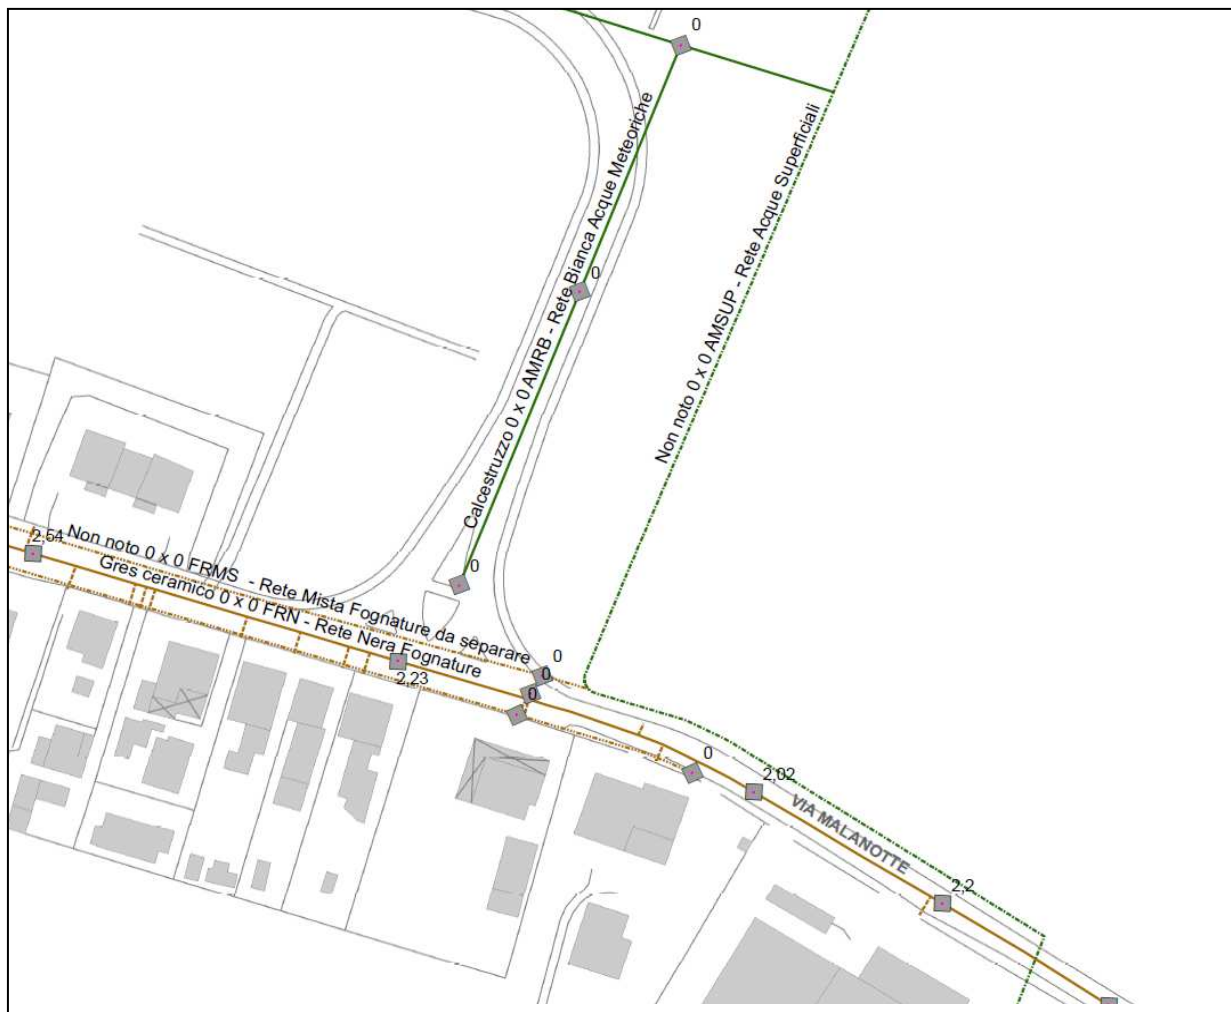 0
Calcestruzzo 0 x 0 AMRB - Rete Bianca Acque Meteoriche
Non noto 0 x 0 AMSUP - Rete Acque Superficiali
0
0
2,54
Non noto 0 x 0 FRMS - Rete Mista Fognature da separare
Gres ceramico 0 x 0 FRN - Rete Nera Fognature
0
0
0
2,23
0
2,02
VIA MALANOTTE
2,2